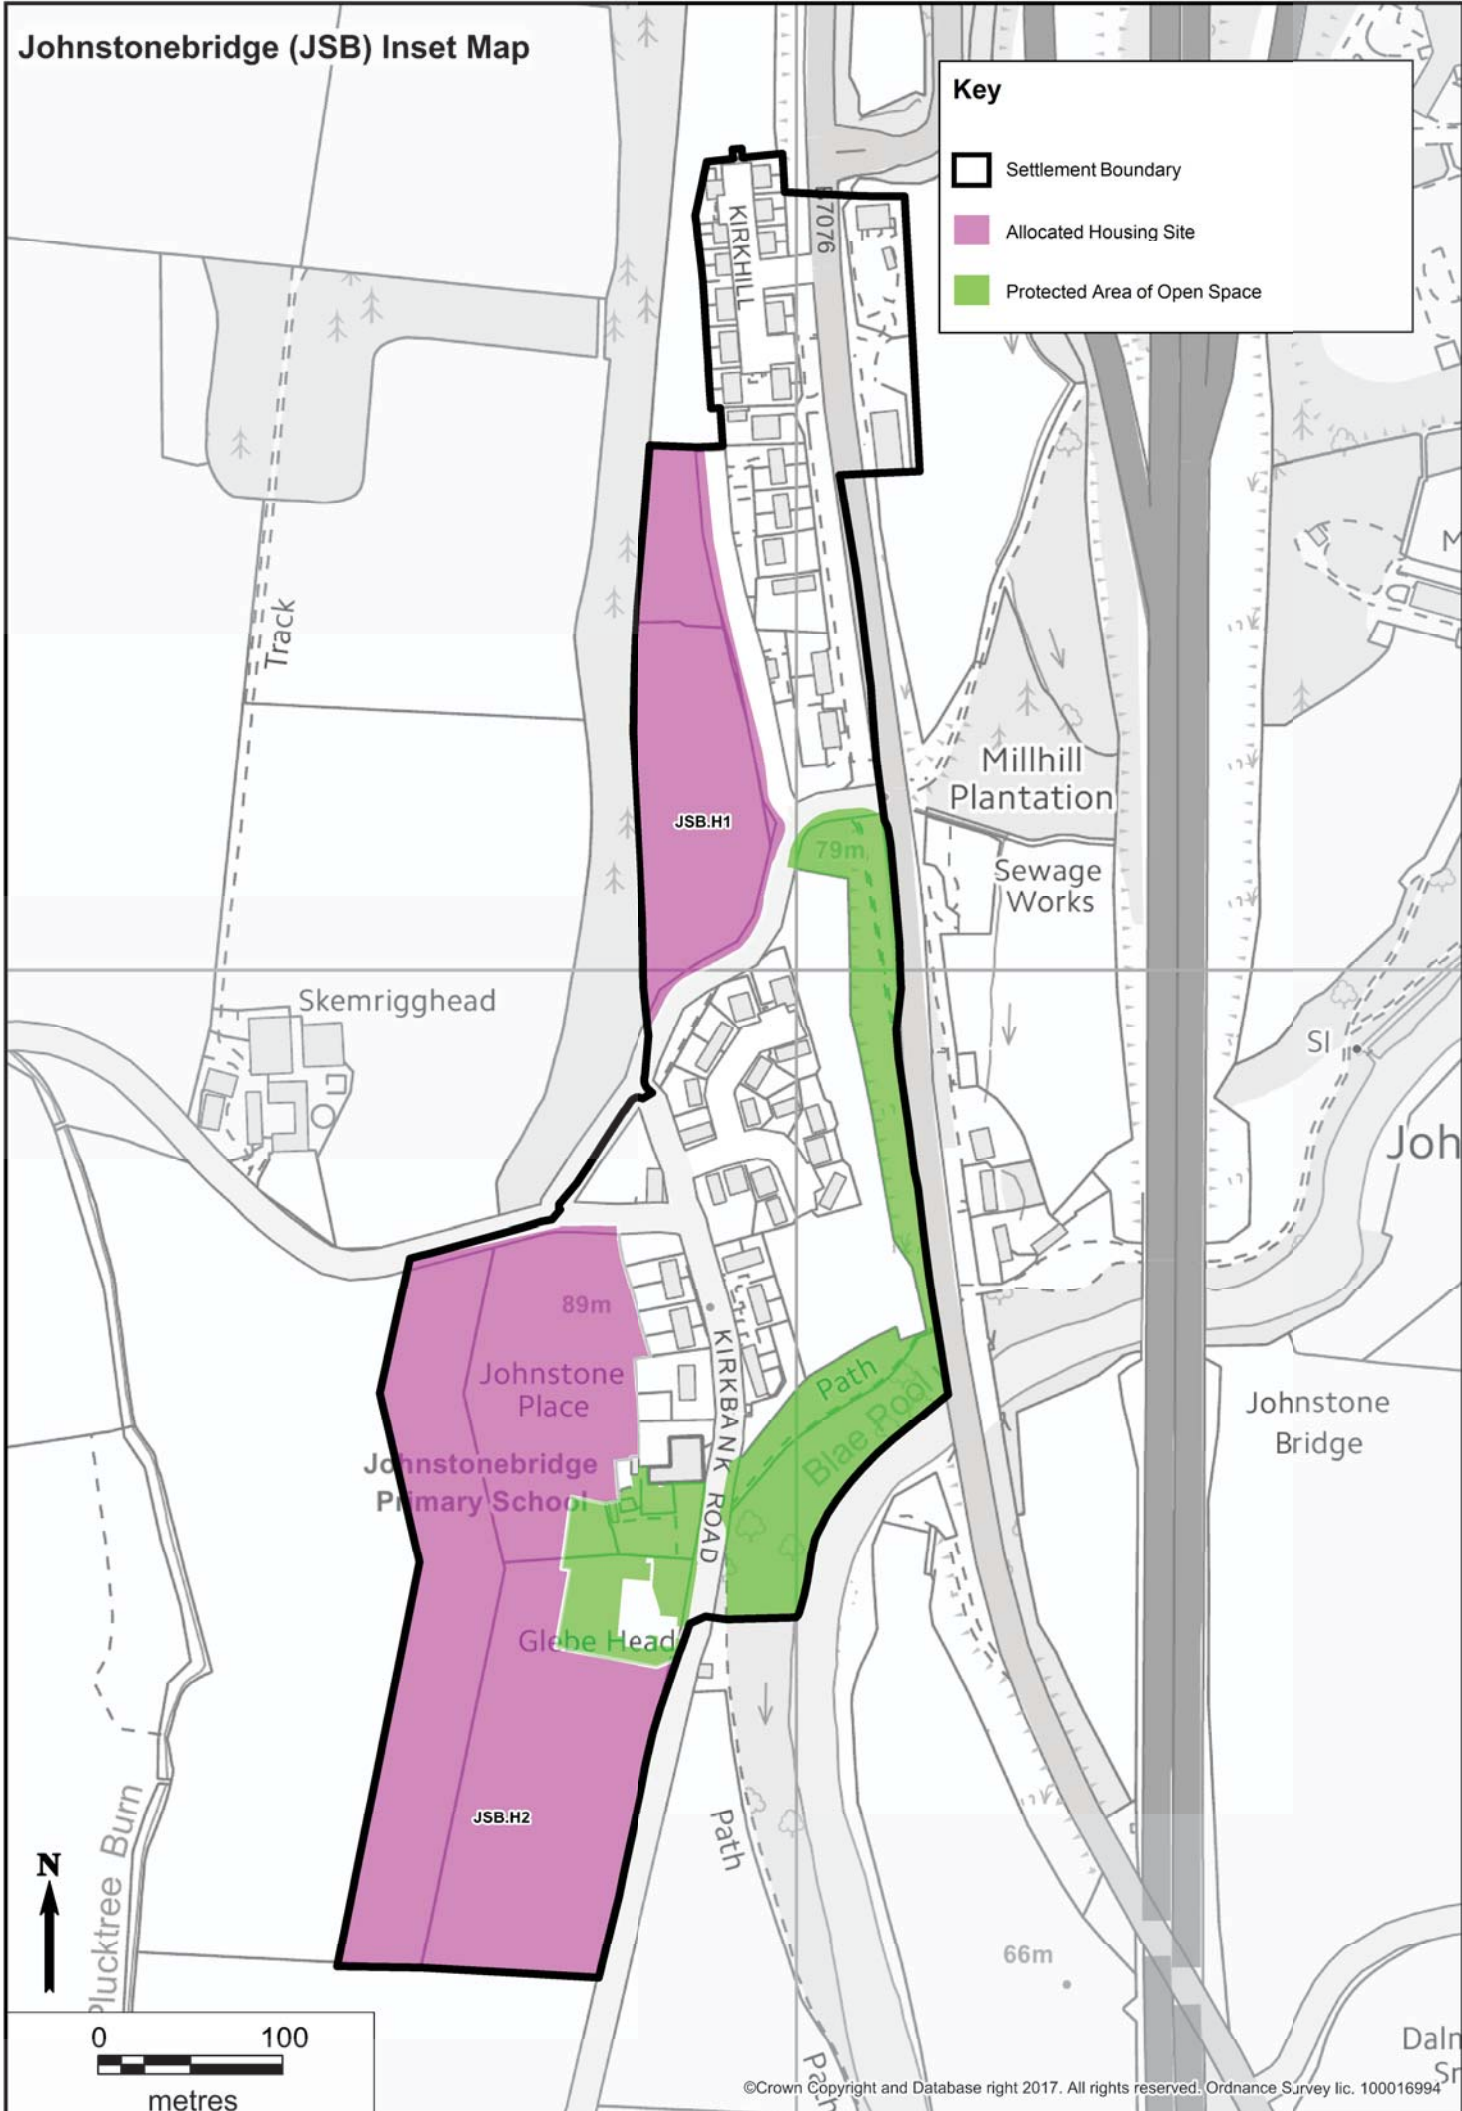 Johnstonebridge (JSB) Inset Map
Key
Settlement Boundary
Allocated Housing Site
Protected Area of Open Space
KIRKHILL
B7076
Track
Millhill
Plantation
JSB.H1
79m
Sewage
Works
Skemrigghead
SI
Joh
89m
Johnstone
Place
KIRKBANK ROAD
Path
Blae Pool
Johnstone
Bridge
Johnstonebridge
Primary School
Glebe Head
JSB.H2
Path
Plucktree Burn
N
66m
0 100
metres
Path
Daln
©Crown Copyright and Database right 2017. All rights reserved. Ordnance Survey lic. 100016994